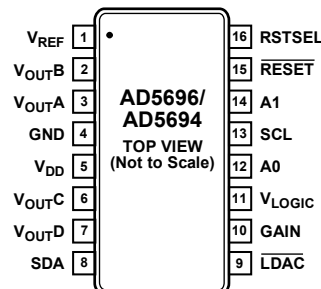 VREF 1
VOUTB 2
VOUTA 3
GND 4
VDD 5
VOUTC 6
VOUTD 7
SDA 8
AD5696/
AD5694
TOP VIEW
(Not to Scale)
16 RSTSEL
15 RESET
14 A1
13 SCL
12 A0
11 VLOGIC
10 GAIN
9 LDAC